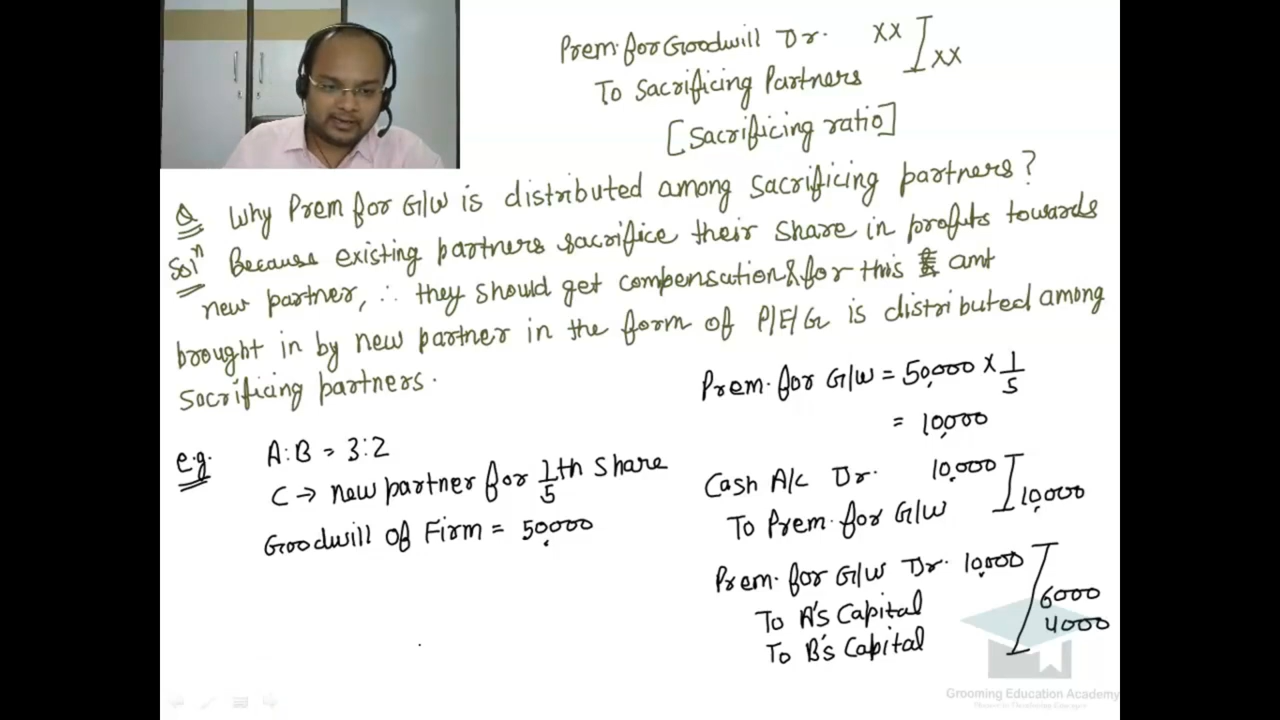 Prem. for Goodwill Dr. xx
xx
To Sacrificing Partners
[Sacrificing ratio]
Q Why Prem for G/W is distributed among Sacrificing partners?
Solⁿ Because existing partners sacrifice their share in profits towards
new partner, ∴ they should get compensation & for this amt
brought in by new partner in the form of P/F/G is distributed among
Sacrificing partners.
e.g. A:B = 3:2
C → new partner for 1/5th share
Goodwill of Firm = 50,000
Prem. for G/W = 50,000 × 1/5
= 10,000
Cash A/c Dr. 10,000
To Prem. for G/W 10,000
Prem. for G/W Dr. 10,000
To A's Capital 6000
To B's Capital 4000
Grooming Education Academy